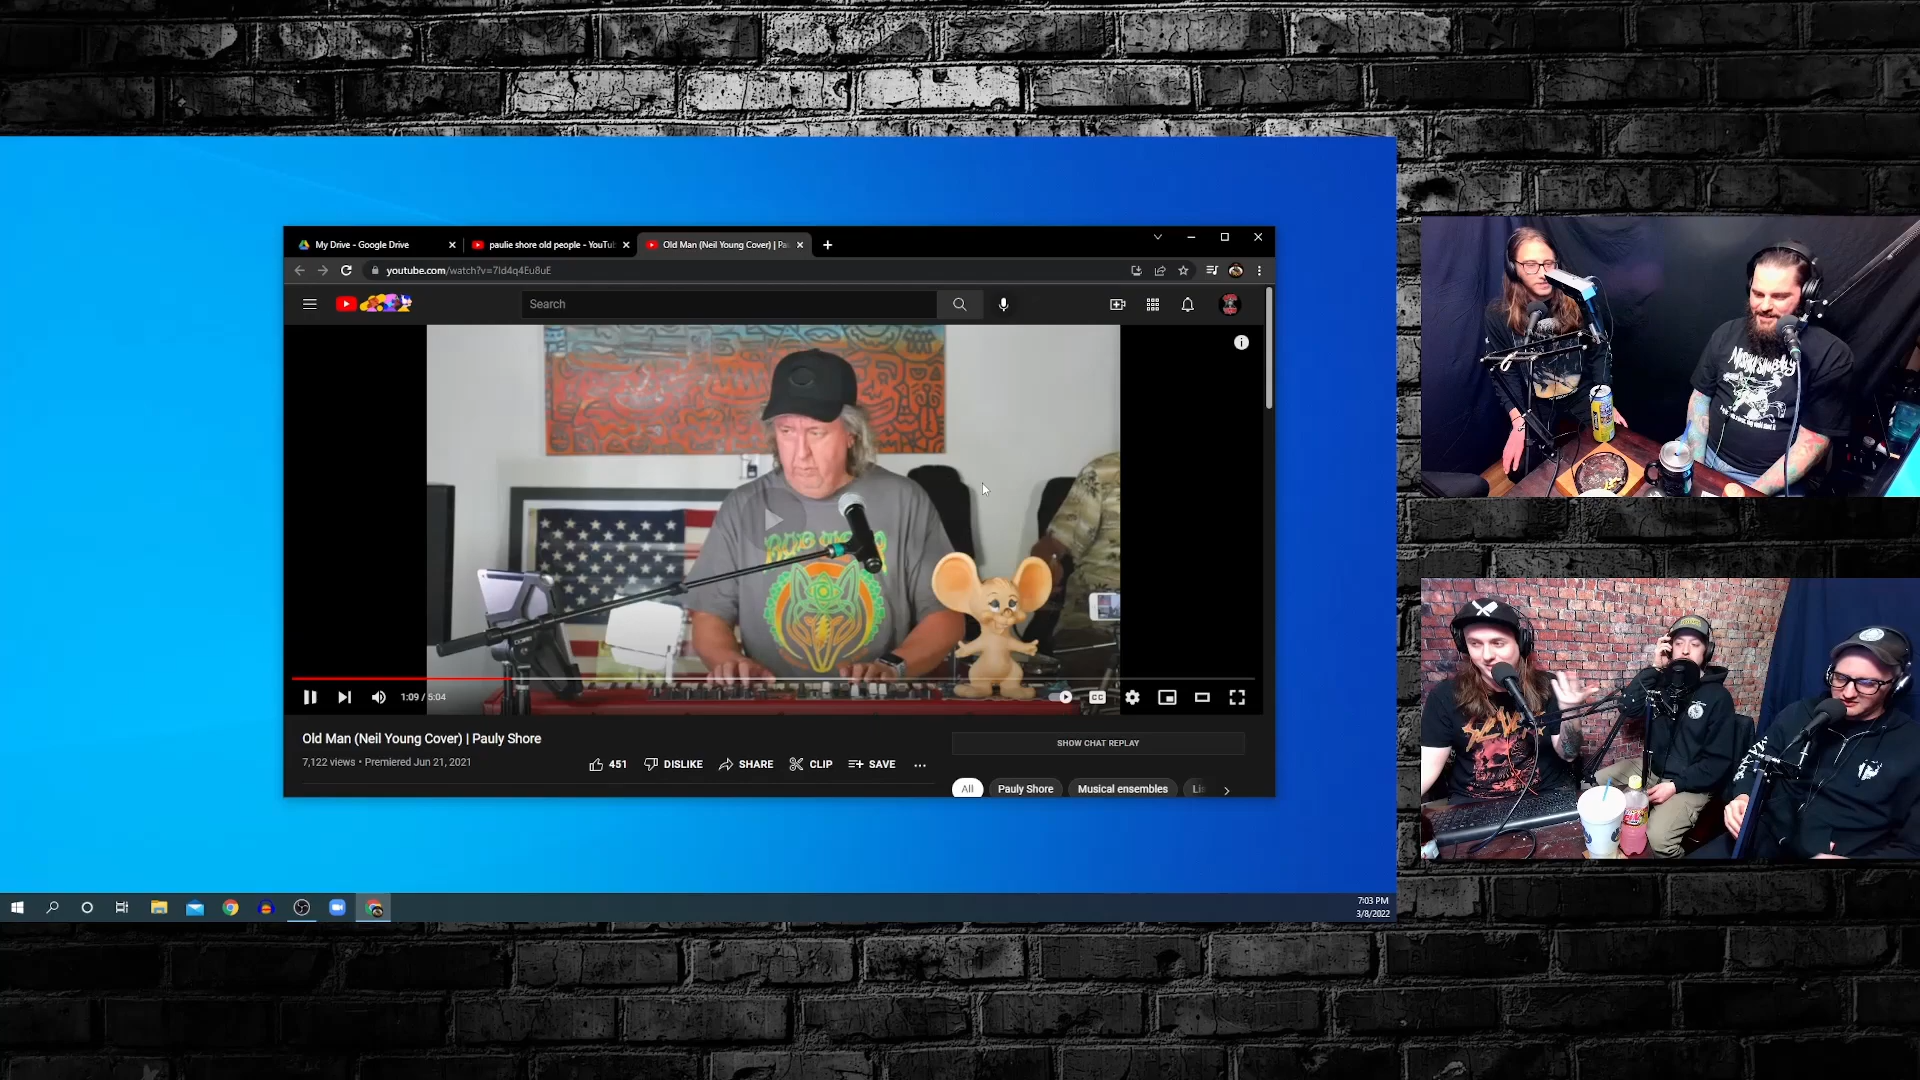 My Drive - Google Drive
paulie shore old people - YouTu
Old Man (Neil Young Cover) | Pa
youtube.com/watch?v=7Id4q4Eu8uE
Search
1:09 / 5:04
CC
Old Man (Neil Young Cover) | Pauly Shore
7,122 views • Premiered Jun 21, 2021
451
DISLIKE
SHARE
CLIP
SAVE
SHOW CHAT REPLAY
All
Pauly Shore
Musical ensembles
Li
7:03 PM
3/8/2022